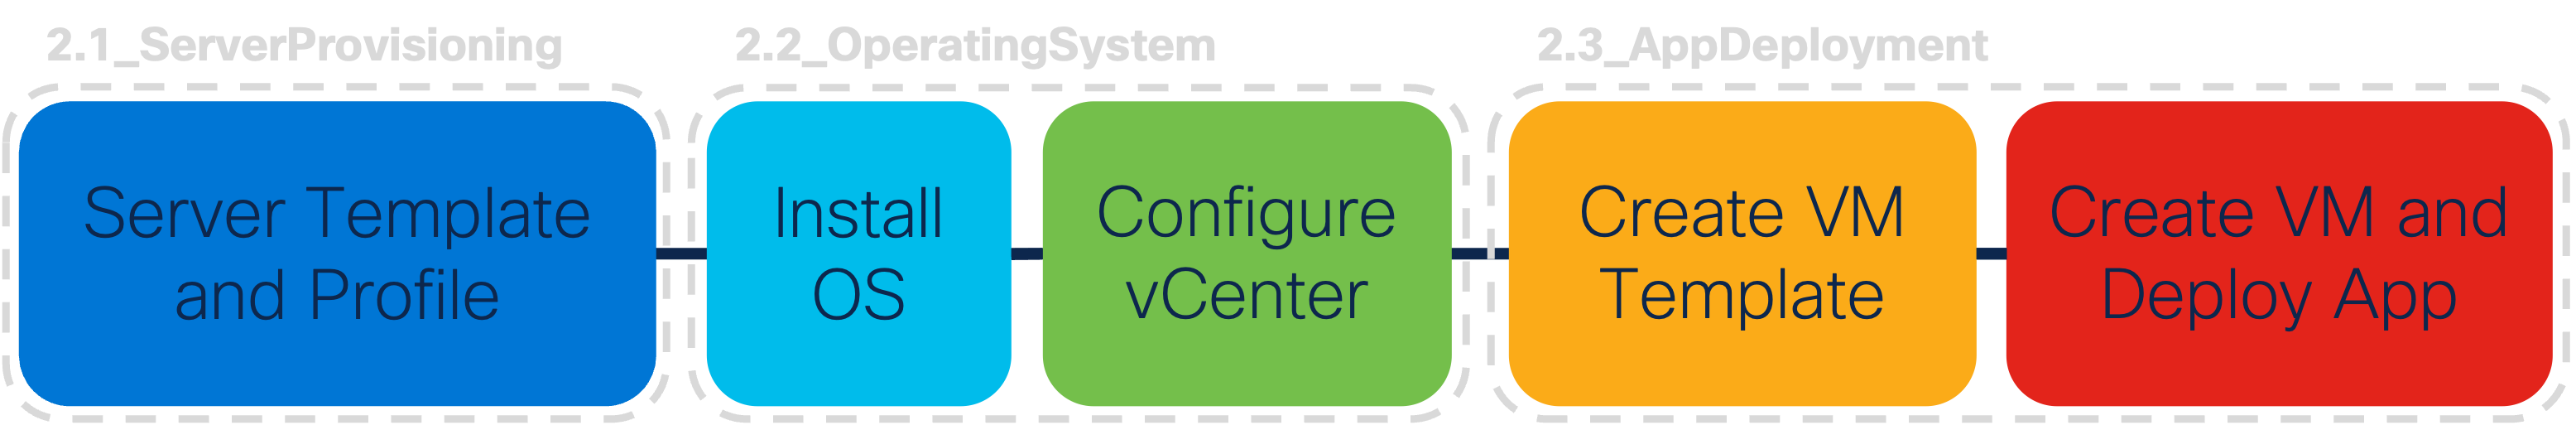 2.1_ServerProvisioning
2.2_OperatingSystem
2.3_AppDeployment
Server Template
and Profile
Install
OS
Configure
vCenter
Create VM
Template
Create VM and
Deploy App